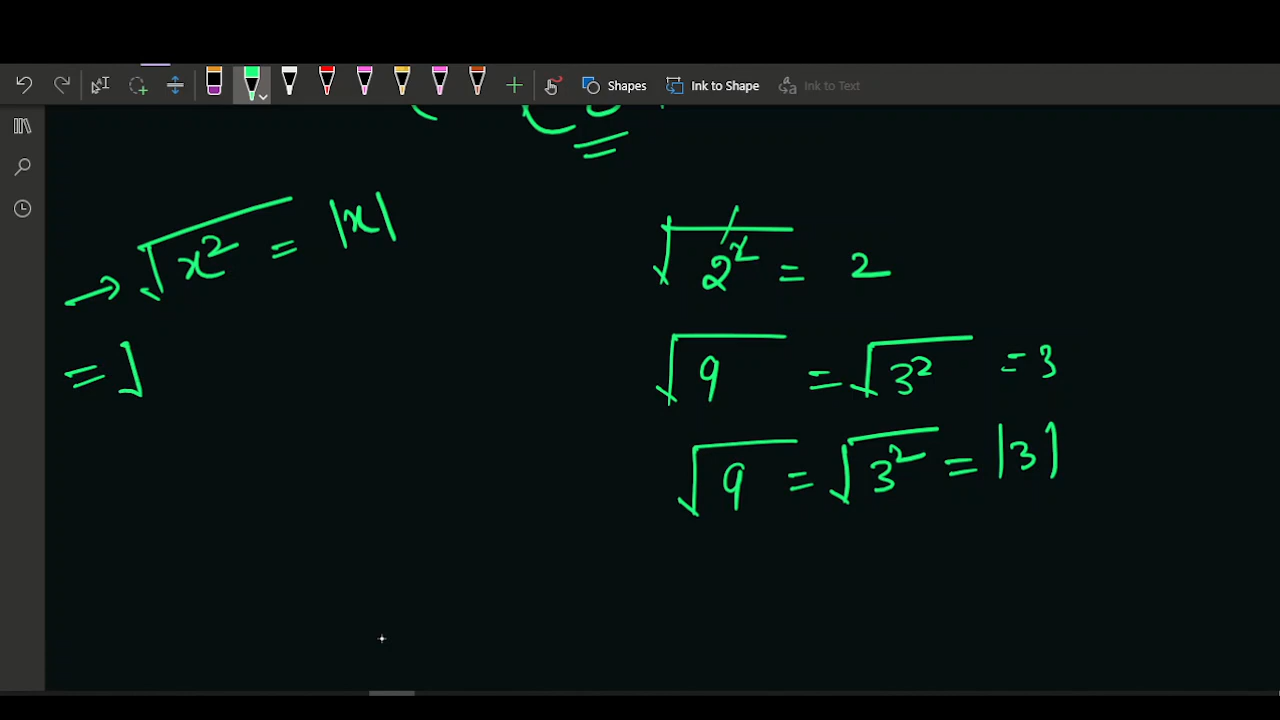 Shapes
Ink to Shape
Ink to Text
→ √x² = |x|
=
√2² = 2
√9 = √3² = 3
√9 = √3² = |3|